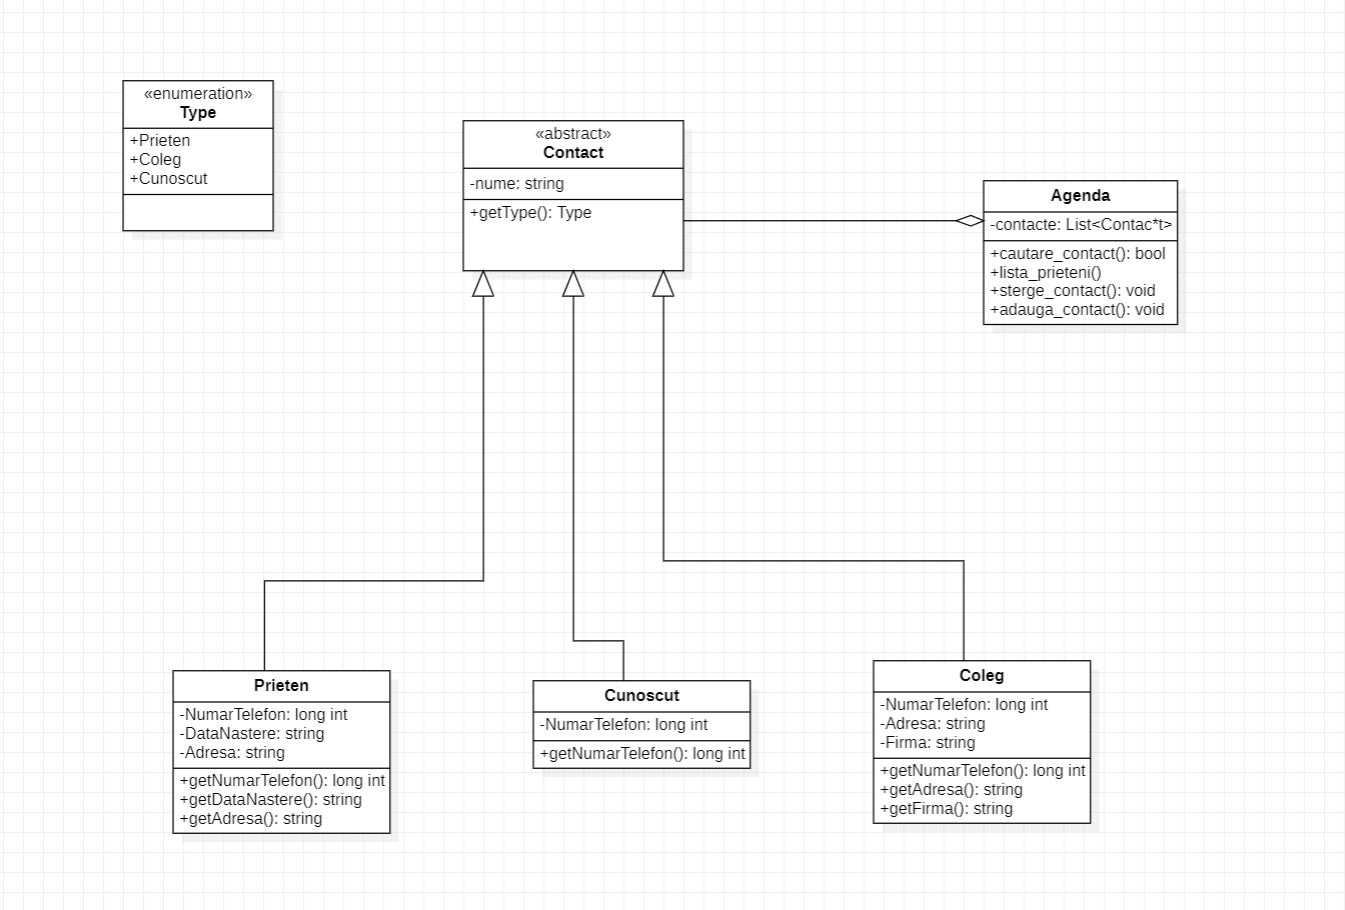 «enumeration»
Type
+Prieten
+Coleg
+Cunoscut
«abstract»
Contact
-nume: string
+getType(): Type
Agenda
-contacte: List<Contac*t>
+cautare_contact(): bool
+lista_prieteni()
+sterge_contact(): void
+adauga_contact(): void
Prieten
-NumarTelefon: long int
-DataNastere: string
-Adresa: string
+getNumarTelefon(): long int
+getDataNastere(): string
+getAdresa(): string
Cunoscut
-NumarTelefon: long int
+getNumarTelefon(): long int
Coleg
-NumarTelefon: long int
-Adresa: string
-Firma: string
+getNumarTelefon(): long int
+getAdresa(): string
+getFirma(): string